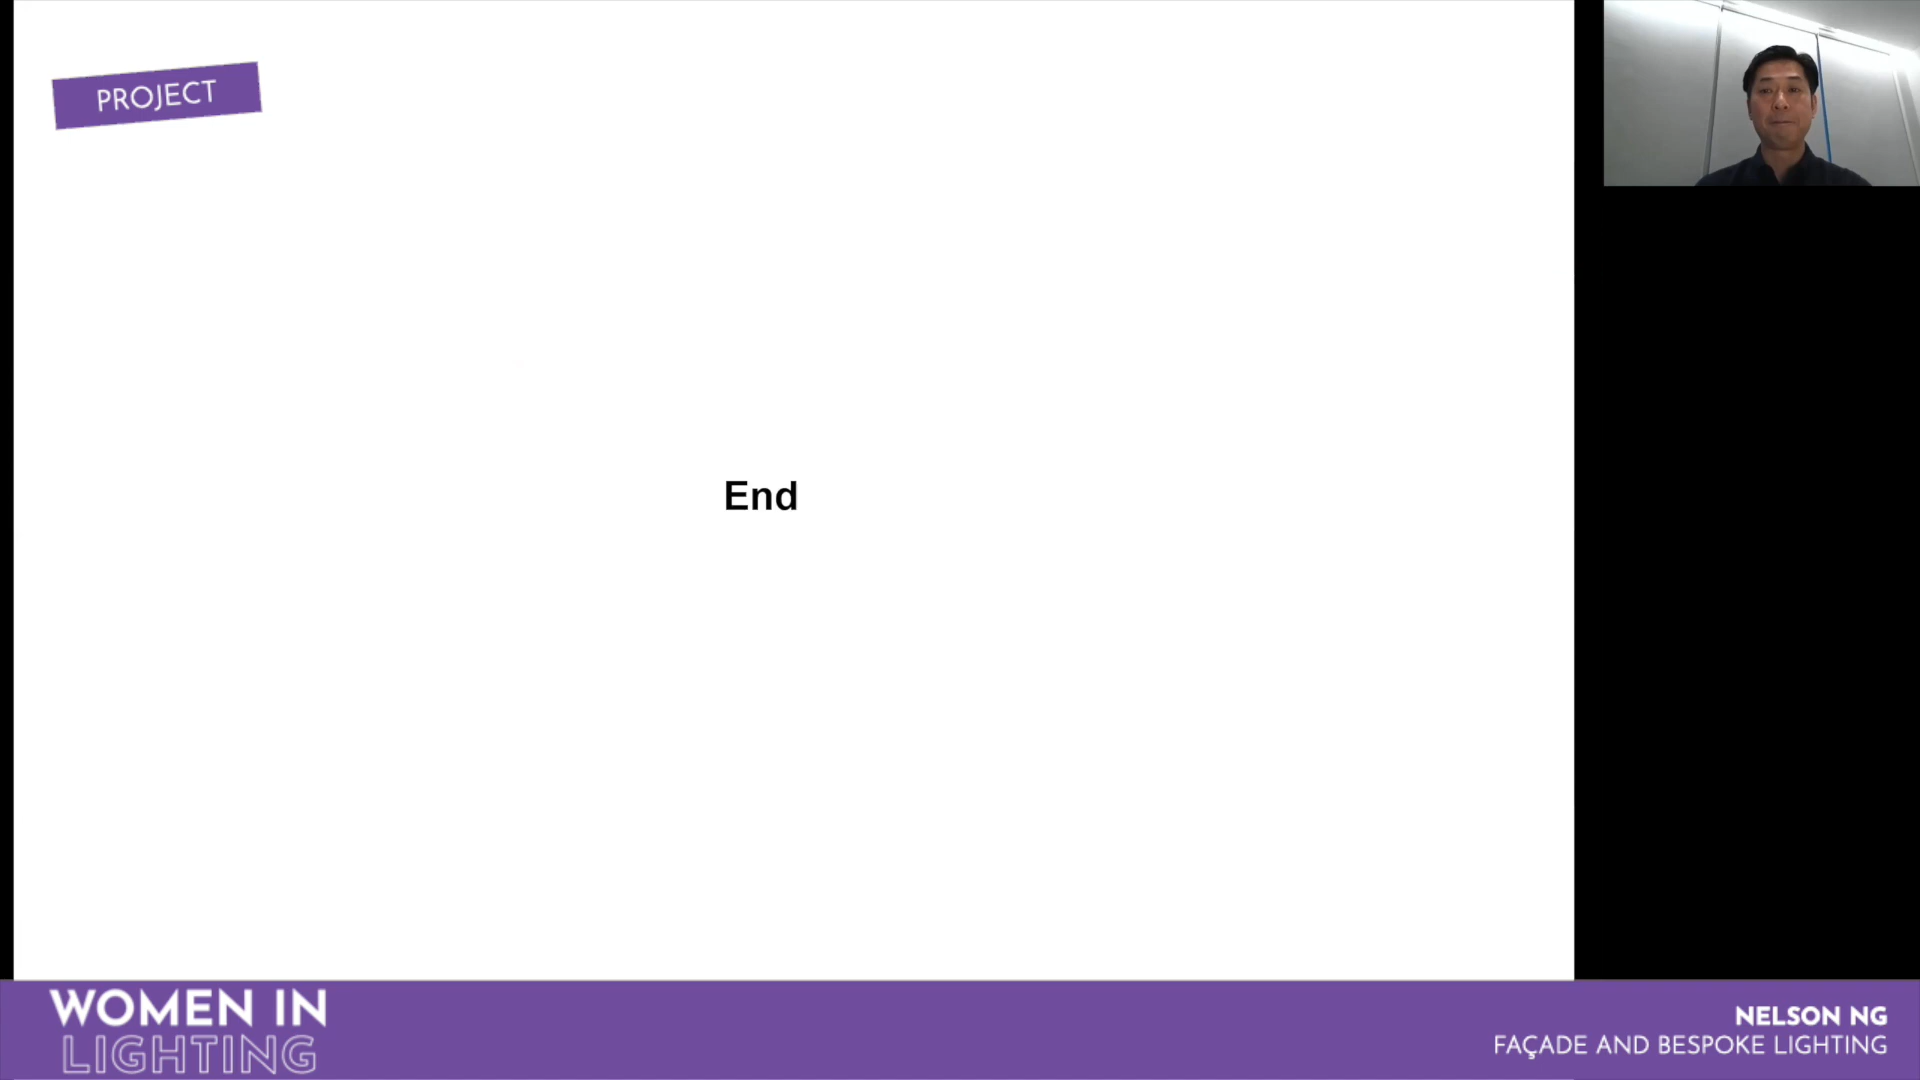 PROJECT
End
WOMEN IN
LIGHTING
NELSON NG
FAÇADE AND BESPOKE LIGHTING